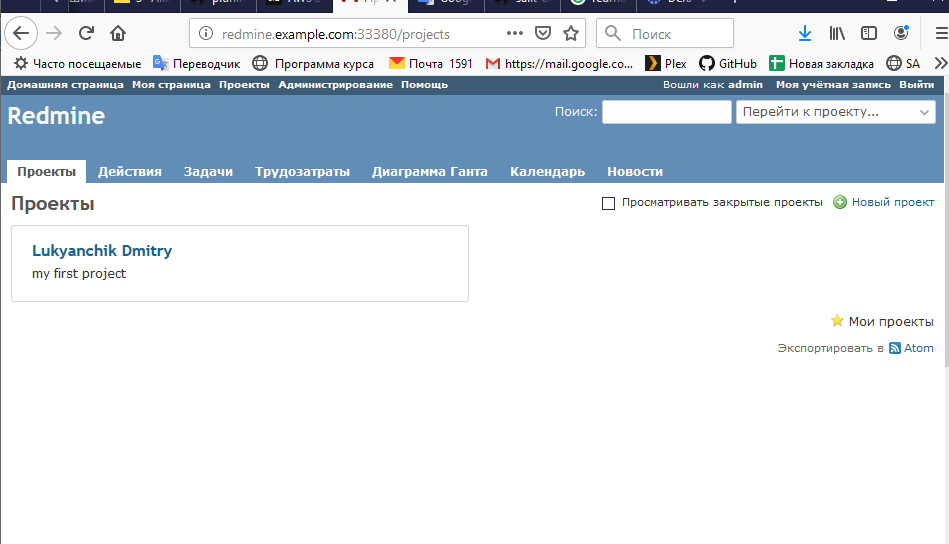 redmine.example.com:33380/projects
Поиск
Часто посещаемые Переводчик Программа курса Почта 1591 https://mail.google.co... Plex GitHub Новая закладка SA
Домашняя страница Моя страница Проекты Администрирование Помощь Вошли как admin Моя учётная запись Выйти
Redmine
Поиск: Перейти к проекту...
Проекты Действия Задачи Трудозатраты Диаграмма Ганта Календарь Новости
Проекты
Просматривать закрытые проекты Новый проект
Lukyanchik Dmitry
my first project
Мои проекты
Экспортировать в Atom